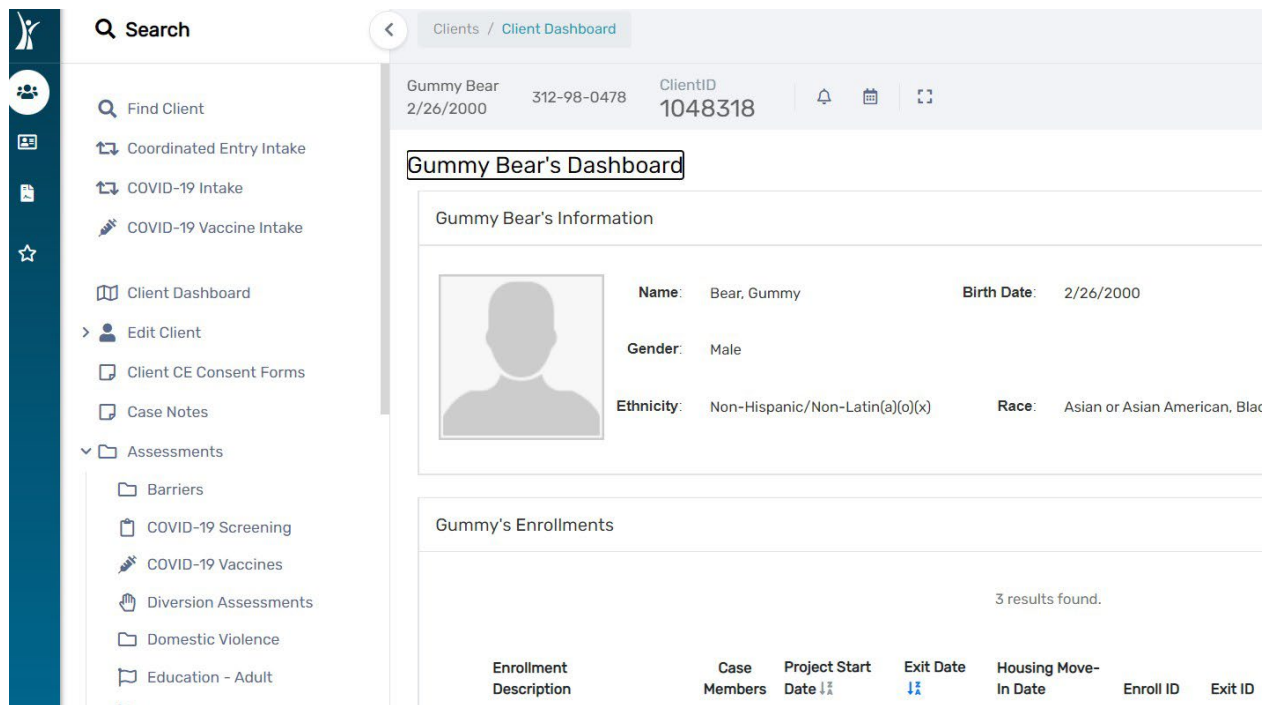 Search
Find Client
Coordinated Entry Intake
COVID-19 Intake
COVID-19 Vaccine Intake
Client Dashboard
Edit Client
Client CE Consent Forms
Case Notes
Assessments
Barriers
COVID-19 Screening
COVID-19 Vaccines
Diversion Assessments
Domestic Violence
Education - Adult
Clients / Client Dashboard
Gummy Bear
2/26/2000
312-98-0478
ClientID
1048318
Gummy Bear's Dashboard
Gummy Bear's Information
Name: Bear, Gummy Birth Date: 2/26/2000
Gender: Male
Ethnicity: Non-Hispanic/Non-Latin(a)(o)(x) Race: Asian or Asian American, Blac
Gummy's Enrollments
3 results found.
Enrollment Description
Case Members
Project Start Date
Exit Date
Housing Move-In Date
Enroll ID
Exit ID